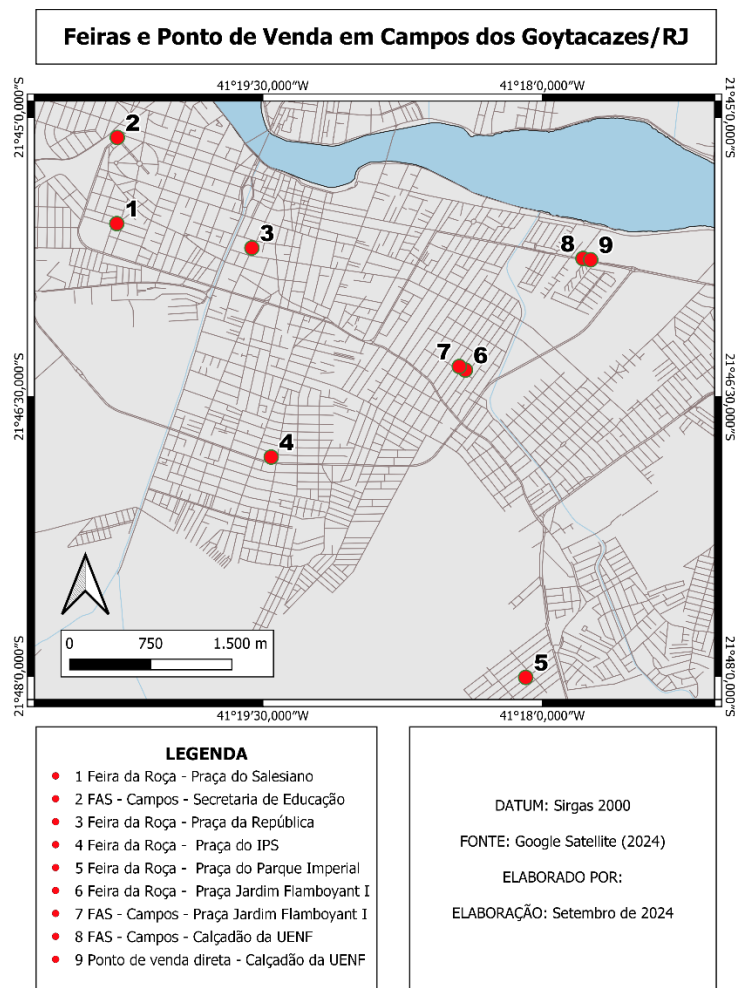 Feiras e Ponto de Venda em Campos dos Goytacazes/RJ
41°19'30,000"W
41°18'0,000"W
21°45'0,000"S
21°45'0,000"S
2
1
3
8
9
7
6
21°46'30,000"S
21°46'30,000"S
4
0
750
1.500 m
5
21°48'0,000"S
21°48'0,000"S
41°19'30,000"W
41°18'0,000"W
LEGENDA
1 Feira da Roça - Praça do Salesiano
2 FAS - Campos - Secretaria de Educação
3 Feira da Roça - Praça da República
4 Feira da Roça - Praça do IPS
5 Feira da Roça - Praça do Parque Imperial
6 Feira da Roça - Praça Jardim Flamboyant I
7 FAS - Campos - Praça Jardim Flamboyant I
8 FAS - Campos - Calçadão da UENF
9 Ponto de venda direta - Calçadão da UENF
DATUM: Sirgas 2000
FONTE: Google Satellite (2024)
ELABORADO POR:
ELABORAÇÃO: Setembro de 2024